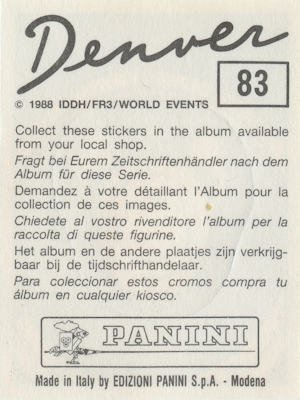 Denver
83
© 1988 IDDH/FR3/WORLD EVENTS
Collect these stickers in the album available
from your local shop.
Fragt bei Eurem Zeitschriftenhändler nach dem
Album für diese Serie.
Demandez à votre détaillant l'Album pour la
collection de ces images.
Chiedete al vostro rivenditore l'album per la
raccolta di queste figurine.
Het album en de andere plaatjes zijn verkrijg-
baar bij de tijdschrifthandelaar.
Para coleccionar estos cromos compra tu
álbum en cualquier kiosco.
PANINI
Made in Italy by EDIZIONI PANINI S.p.A. - Modena